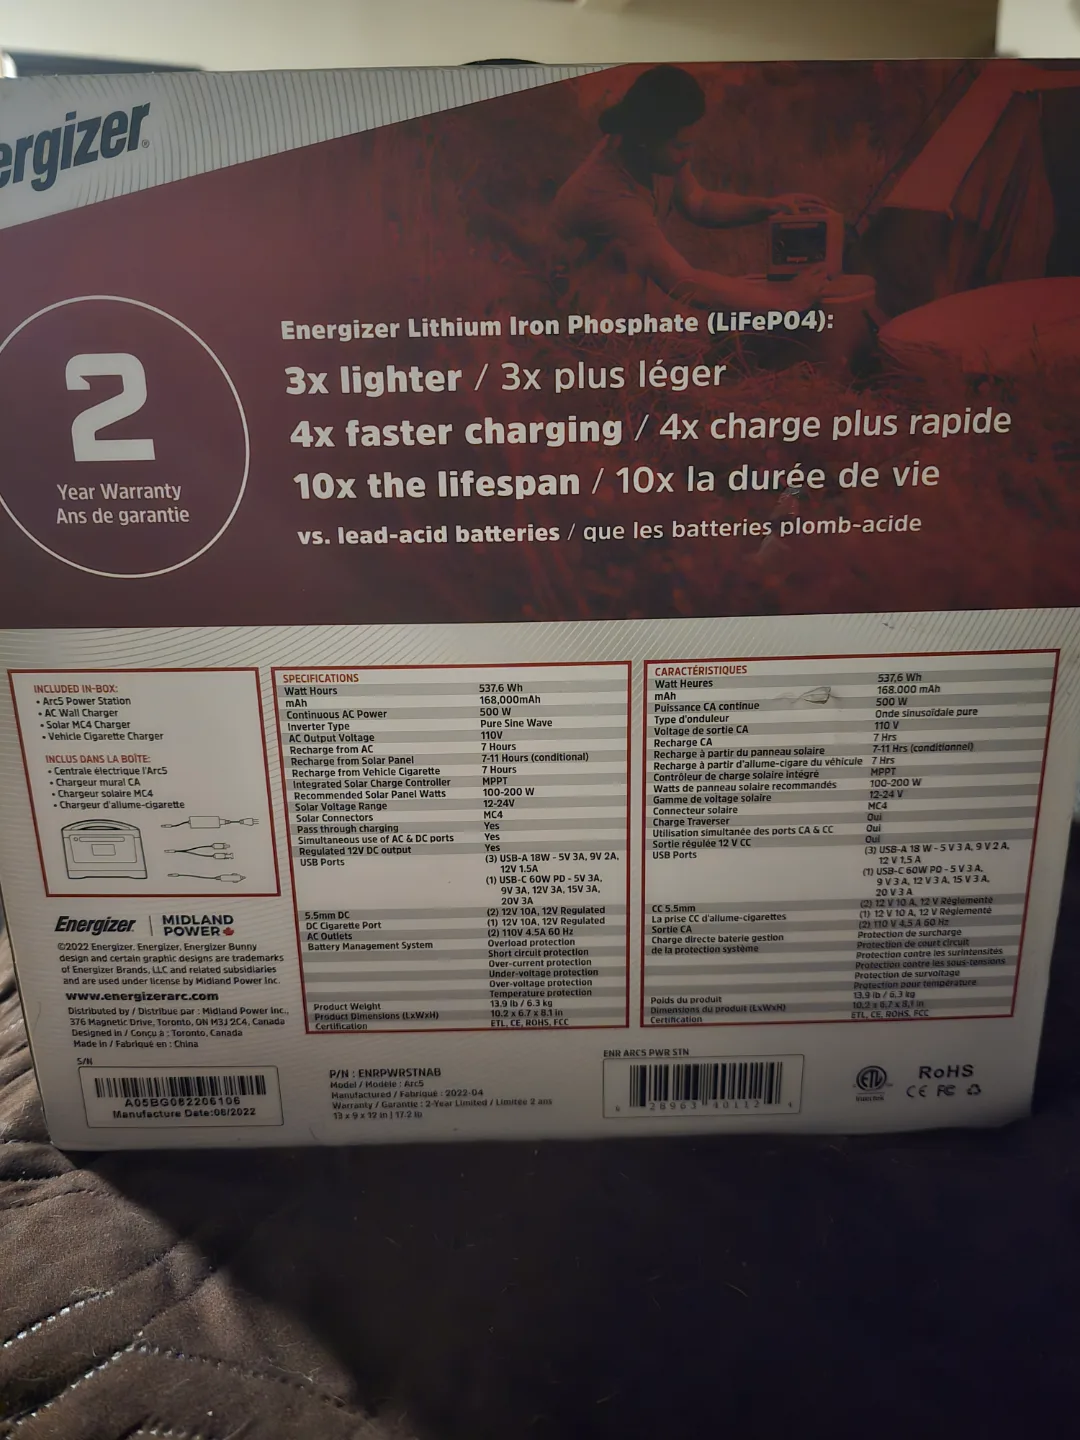 ergizer®
2
Year Warranty
Ans de garantie
Energizer Lithium Iron Phosphate (LiFePO4):
3x lighter / 3x plus léger
4x faster charging / 4x charge plus rapide
10x the lifespan / 10x la durée de vie
vs. lead-acid batteries / que les batteries plomb-acide
INCLUDED IN-BOX:
• Arc5 Power Station
• AC Wall Charger
• Solar MC4 Charger
• Vehicle Cigarette Charger
INCLUS DANS LA BOÎTE:
• Centrale électrique l'Arc5
• Chargeur mural CA
• Chargeur solaire MC4
• Chargeur d'allume-cigarette
Energizer | MIDLAND
POWER
©2022 Energizer. Energizer, Energizer Bunny
design and certain graphic designs are trademarks
of Energizer Brands, LLC and related subsidiaries
and are used under license by Midland Power Inc.
www.energizerarc.com
Distributed by / Distribué par : Midland Power Inc.,
376 Magnetic Drive, Toronto, ON M3J 2C4, Canada
Designed in / Conçu à : Toronto, Canada
Made in / Fabriqué en : China
SPECIFICATIONS
Watt Hours 537.6 Wh
mAh 168,000mAh
Continuous AC Power 500 W
Inverter Type Pure Sine Wave
AC Output Voltage 110V
Recharge from AC 7 Hours
Recharge from Solar Panel 7-11 Hours (conditional)
Recharge from Vehicle Cigarette 7 Hours
Integrated Solar Charge Controller MPPT
Recommended Solar Panel Watts 100-200 W
Solar Voltage Range 12-24V
Solar Connectors MC4
Pass through charging Yes
Simultaneous use of AC & DC ports Yes
Regulated 12V DC output Yes
USB Ports (3) USB-A 18W - 5V 3A, 9V 2A,
12V 1.5A
(1) USB-C 60W PD - 5V 3A,
9V 3A, 12V 3A, 15V 3A,
20V 3A
5.5mm DC (2) 12V 10A, 12V Regulated
DC Cigarette Port (1) 12V 10A, 12V Regulated
AC Outlets (2) 110V 4.5A 60 Hz
Battery Management System Overload protection
Short circuit protection
Over-current protection
Under-voltage protection
Over-voltage protection
Temperature protection
Product Weight 13.9 lb / 6.3 kg
Product Dimensions (LxWxH) 10.2 x 6.7 x 8.1 in
Certification ETL, CE, ROHS, FCC
CARACTÉRISTIQUES
Watt Heures 537,6 Wh
mAh 168.000 mAh
Puissance CA continue 500 W
Type d'onduleur Onde sinusoïdale pure
Voltage de sortie CA 110 V
Recharge CA 7 Hrs
Recharge à partir du panneau solaire 7-11 Hrs (conditionnel)
Recharge à partir d'allume-cigare du véhicule 7 Hrs
Contrôleur de charge solaire intégré MPPT
Watts de panneau solaire recommandés 100-200 W
Gamme de voltage solaire 12-24 V
Connecteur solaire MC4
Charge Traverser Oui
Utilisation simultanée des ports CA & CC Oui
Sortie régulée 12 V CC Oui
USB Ports (3) USB-A 18 W - 5 V 3 A, 9 V 2 A,
12 V 1,5 A
(1) USB-C 60W PD - 5 V 3 A,
9 V 3 A, 12 V 3 A, 15 V 3 A,
20 V 3 A
CC 5.5mm (2) 12 V 10 A, 12 V Réglementé
La prise CC d'allume-cigarettes (1) 12 V 10 A, 12 V Réglementé
Sortie CA (2) 110 V 4,5 A 60 Hz
Charge directe baterie gestion Protection de surcharge
de la protection système Protection de court circuit
Protection contre les surintensités
Protection contre les sous-tensions
Protection de survoltage
Protection pour température
Poids du produit 13,9 lb / 6,3 kg
Dimensions du produit (LxWxH) 10,2 x 6,7 x 8,1 in
Certification ETL, CE, ROHS, FCC
S/N
A05BG062206106
Manufacture Date:06/2022
P/N : ENRPWRSTNAB
Model / Modèle : Arc5
Manufactured / Fabriqué : 2022-04
Warranty / Garantie : 2-Year Limited / Limitée 2 ans
13 x 9 x 12 in | 17.2 lb
ENR ARC5 PWR STN
6 28963 40112 4
ETL
Intertek
RoHS
CE FC